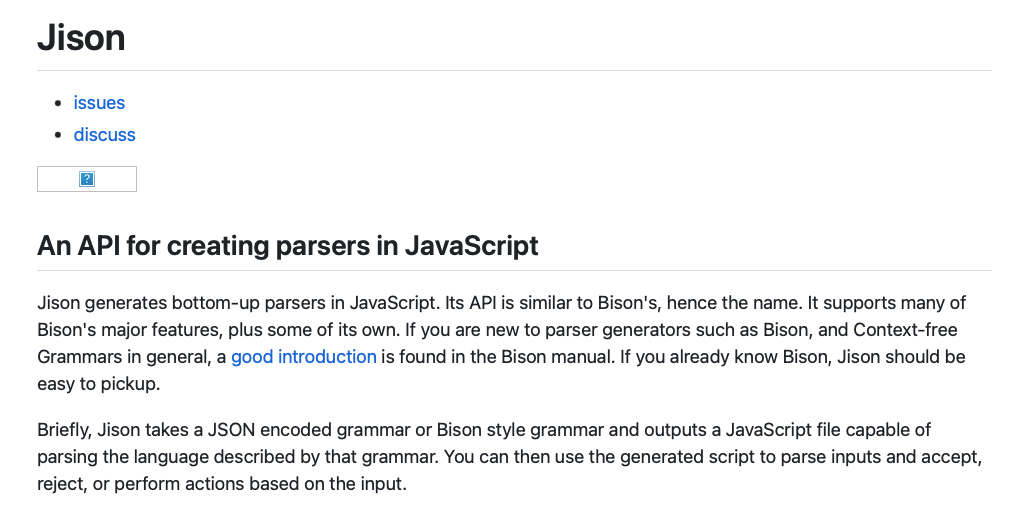 Jison
issues
discuss
An API for creating parsers in JavaScript
Jison generates bottom-up parsers in JavaScript. Its API is similar to Bison's, hence the name. It supports many of
Bison's major features, plus some of its own. If you are new to parser generators such as Bison, and Context-free
Grammars in general, a good introduction is found in the Bison manual. If you already know Bison, Jison should be
easy to pickup.
Briefly, Jison takes a JSON encoded grammar or Bison style grammar and outputs a JavaScript file capable of
parsing the language described by that grammar. You can then use the generated script to parse inputs and accept,
reject, or perform actions based on the input.